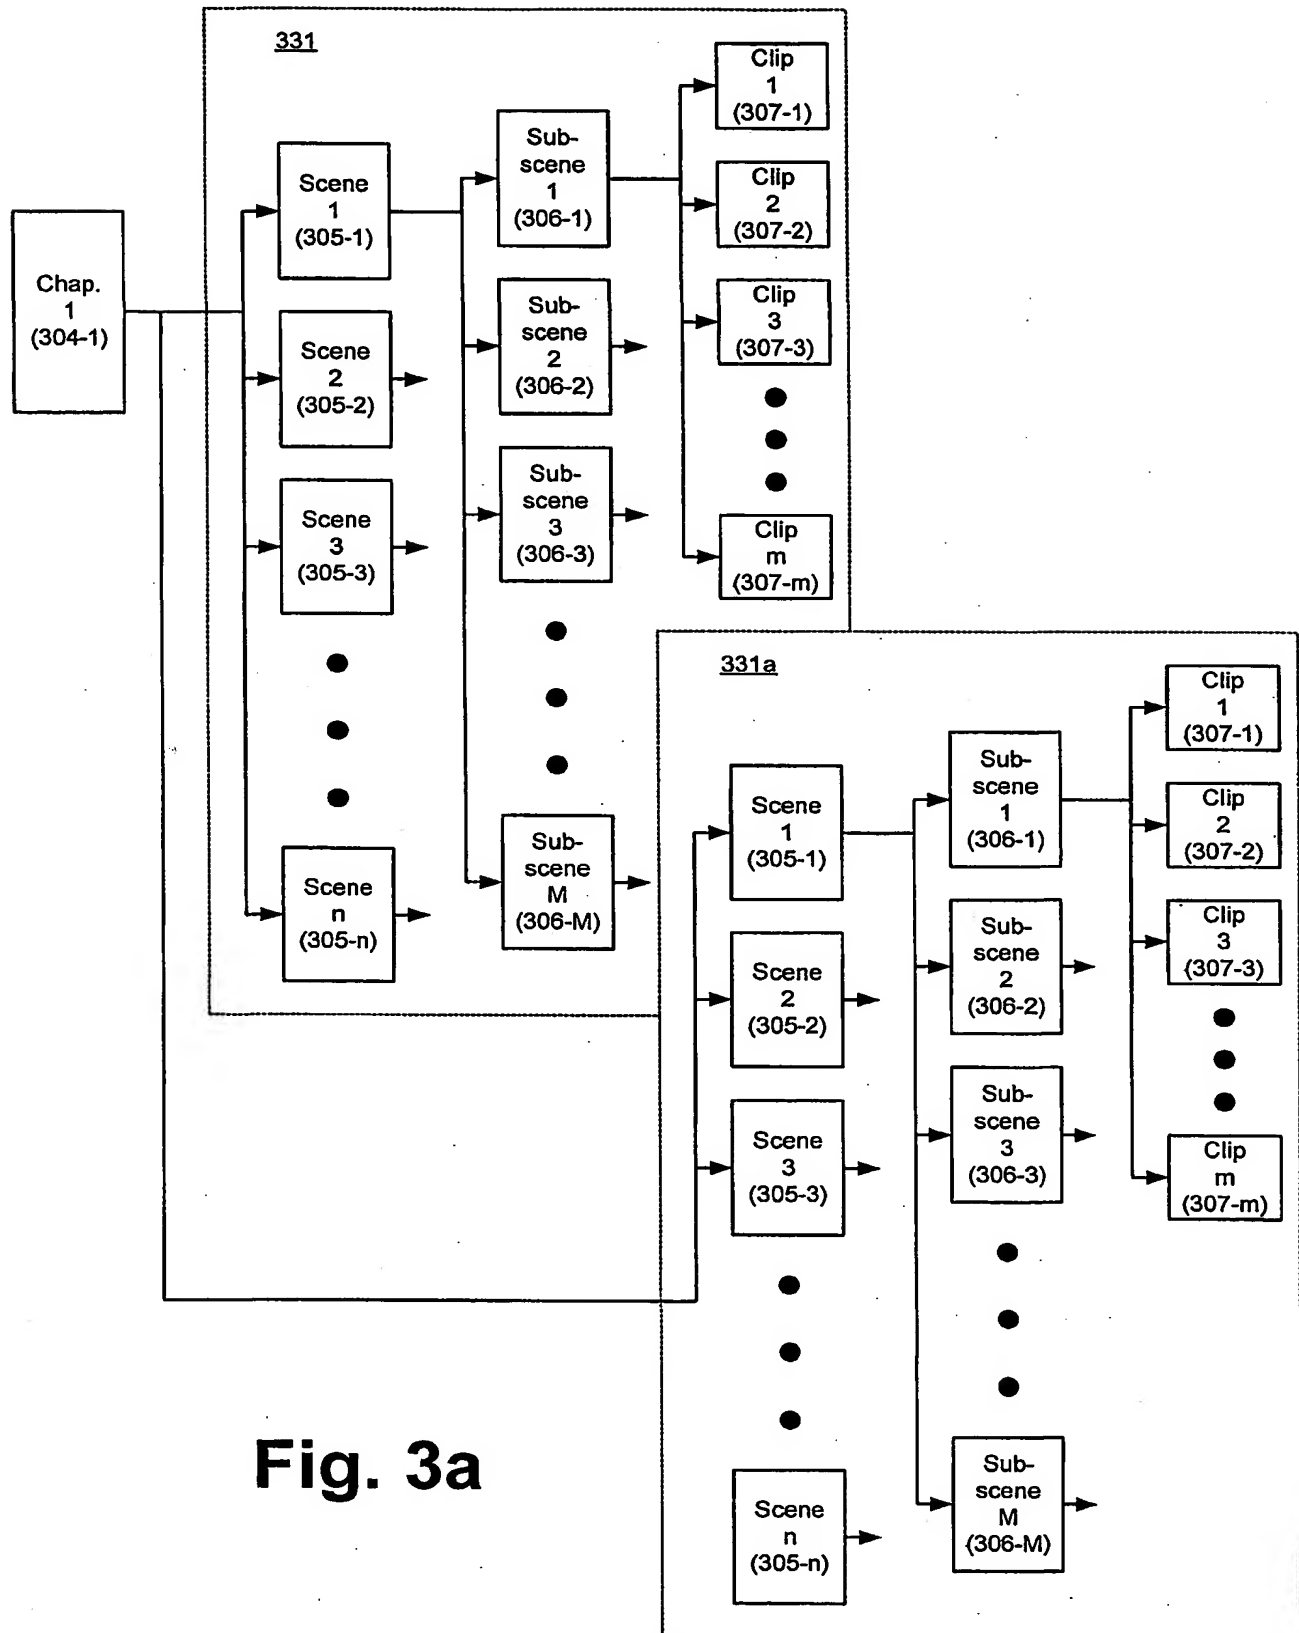 331
Clip
1
(307-1)
Sub-
scene
1
(306-1)
Scene
1
(305-1)
Clip
2
(307-2)
Chap.
1
(304-1)
Clip
3
(307-3)
Sub-
scene
2
(306-2)
Scene
2
(305-2)
Sub-
scene
3
(306-3)
Scene
3
(305-3)
Clip
m
(307-m)
Sub-
scene
M
(306-M)
Scene
n
(305-n)
331a
Clip
1
(307-1)
Sub-
scene
1
(306-1)
Scene
1
(305-1)
Clip
2
(307-2)
Clip
3
(307-3)
Sub-
scene
2
(306-2)
Scene
2
(305-2)
Sub-
scene
3
(306-3)
Scene
3
(305-3)
Clip
m
(307-m)
Sub-
scene
M
(306-M)
Scene
n
(305-n)
Fig. 3a